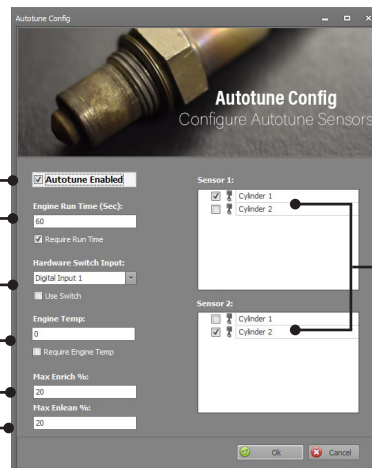 Autotune Config
Autotune Config
Configure Autotune Sensors
Autotune Enabled
Engine Run Time (Sec):
60
Require Run Time
Hardware Switch Input:
Digital Input 1
Use Switch
Engine Temp:
0
Require Engine Temp
Max Enrich %:
20
Max Enlean %:
20
Sensor 1:
Cylinder 1
Cylinder 2
Sensor 2:
Cylinder 1
Cylinder 2
Ok
Cancel